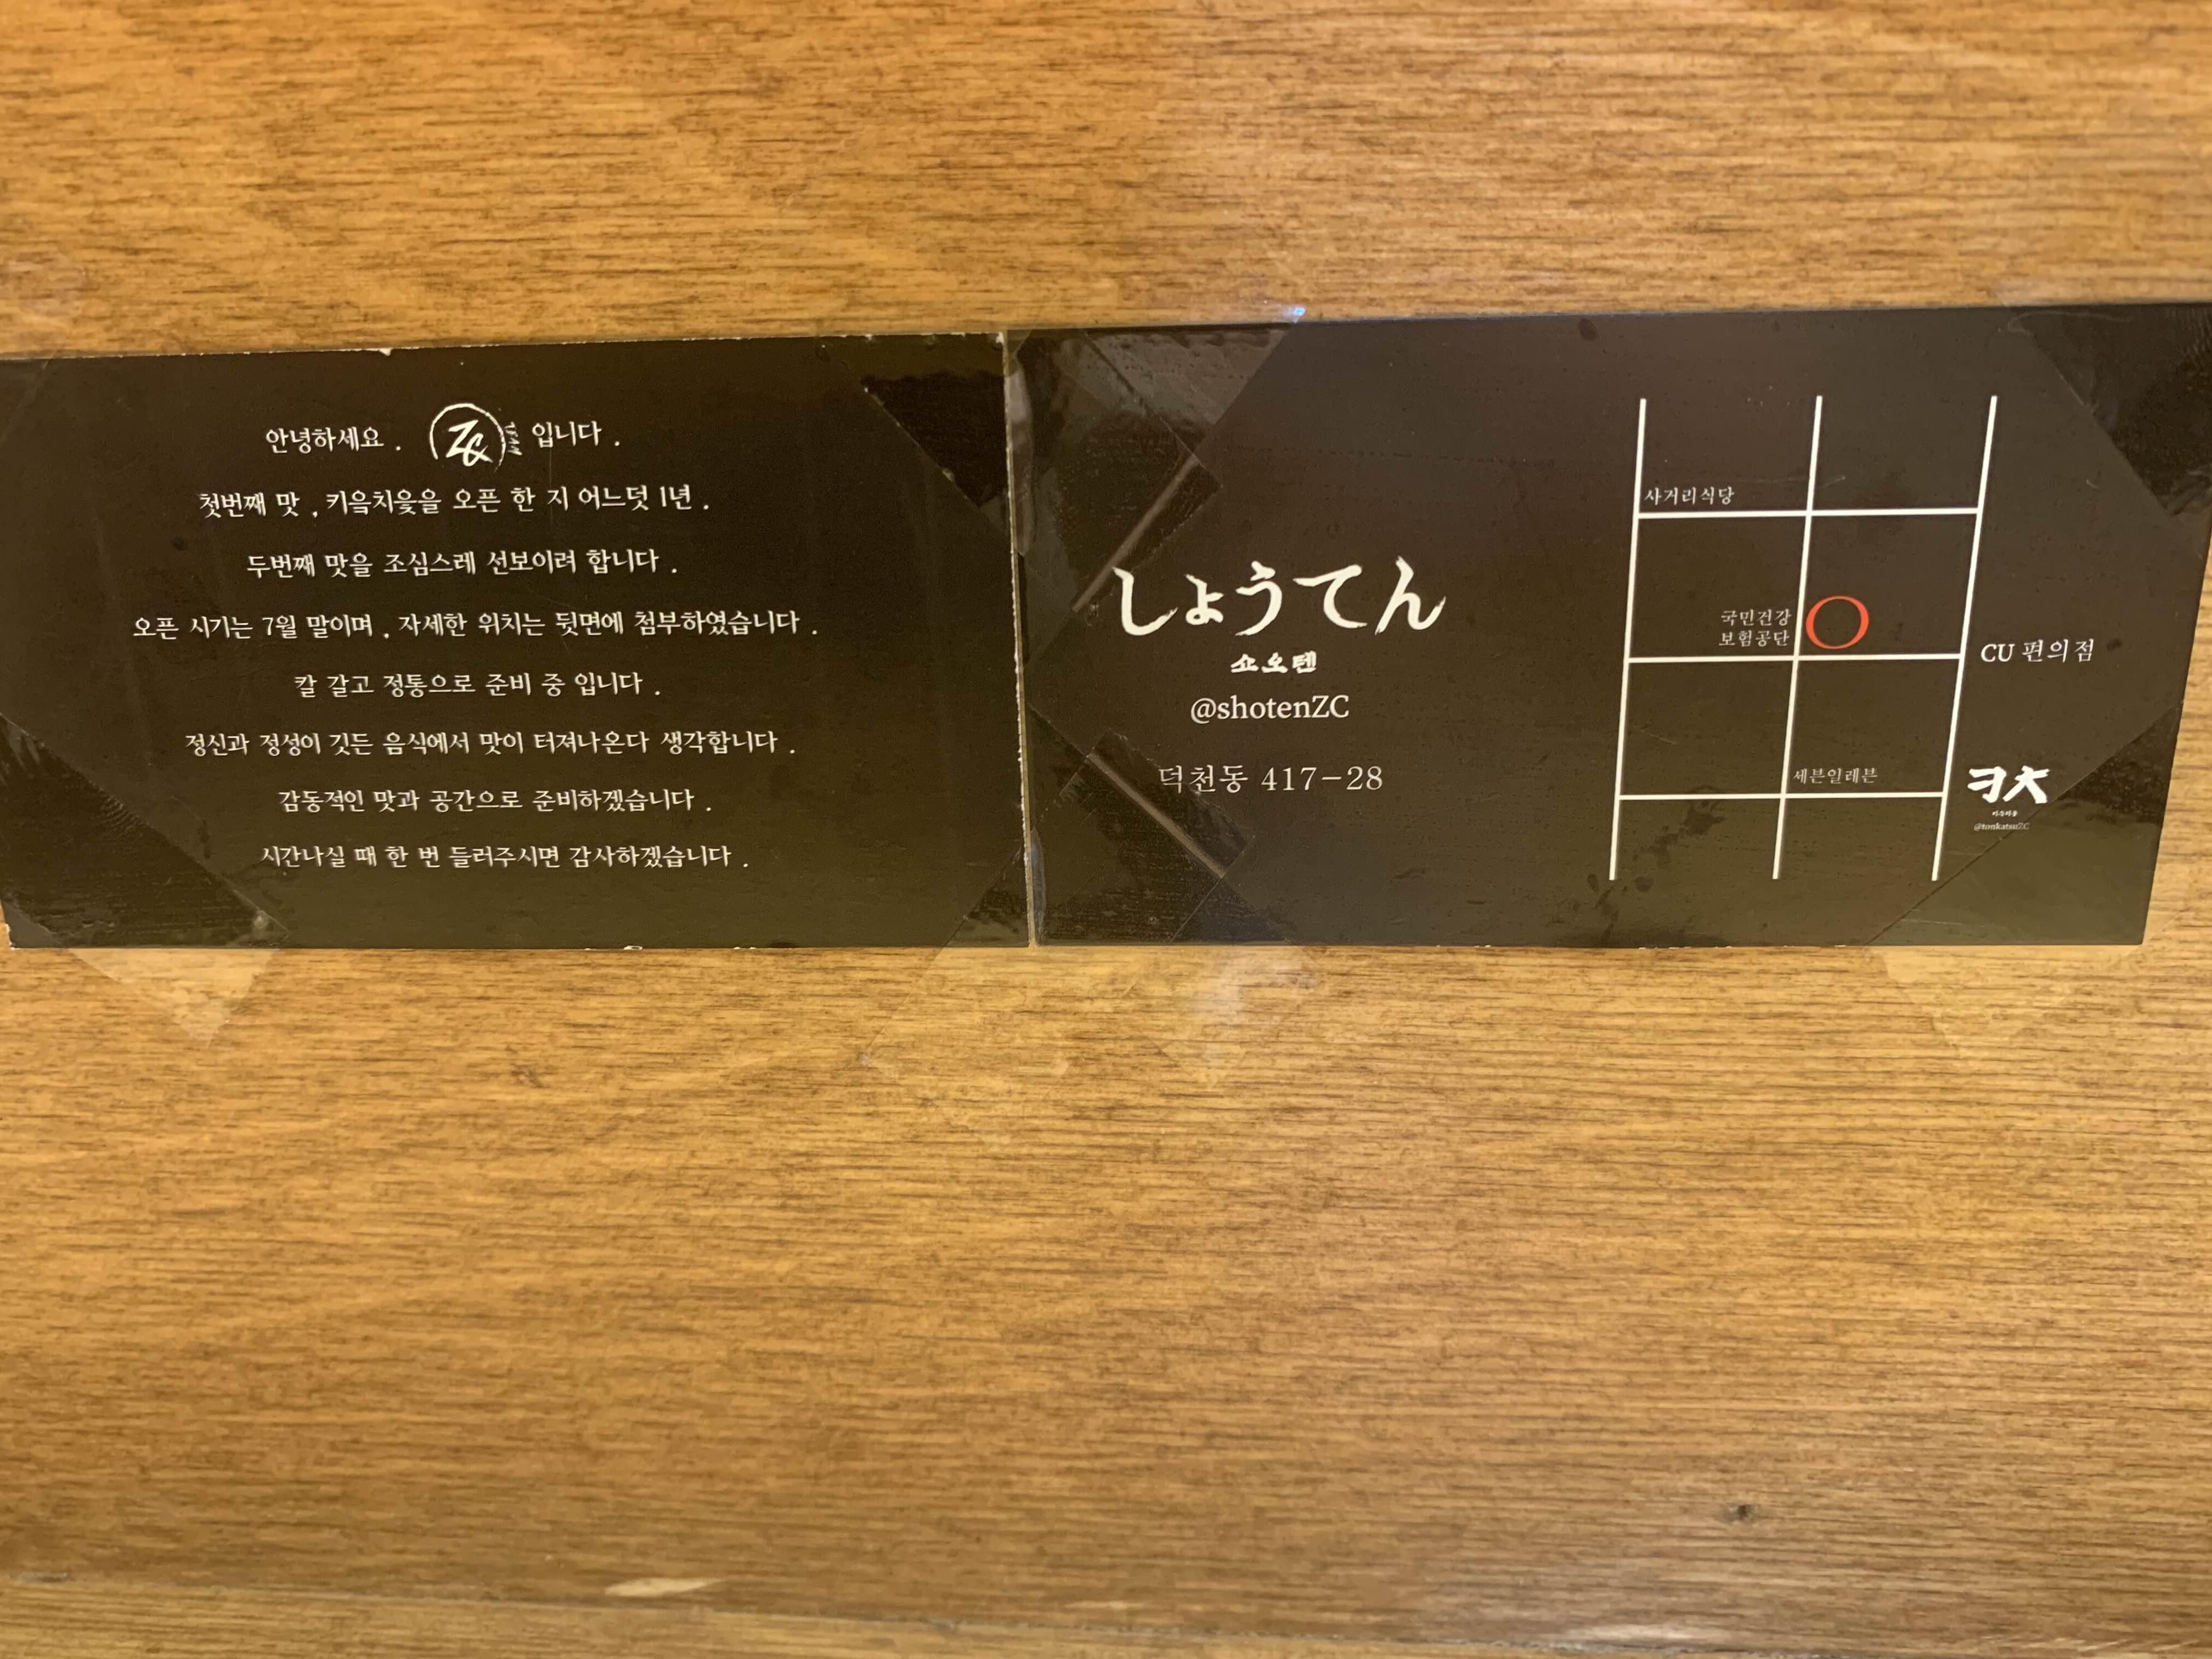 안녕하세요. ZC TEAM 입니다.
첫번째 맛, 키읔치읓을 오픈 한 지 어느덧 1년.
두번째 맛을 조심스레 선보이려 합니다.
오픈 시기는 7월 말이며, 자세한 위치는 뒷면에 첨부하였습니다.
칼 갈고 정통으로 준비 중 입니다.
정신과 정성이 깃든 음식에서 맛이 터져나온다 생각합니다.
감동적인 맛과 공간으로 준비하겠습니다.
시간나실 때 한 번 들러주시면 감사하겠습니다.
しょうてん
쇼오텐
@shotenZC
덕천동 417-28
사거리식당
국민건강
보험공단
CU 편의점
세븐일레븐
ㅋㅊ
키읔치읓
@tonkatsuZC